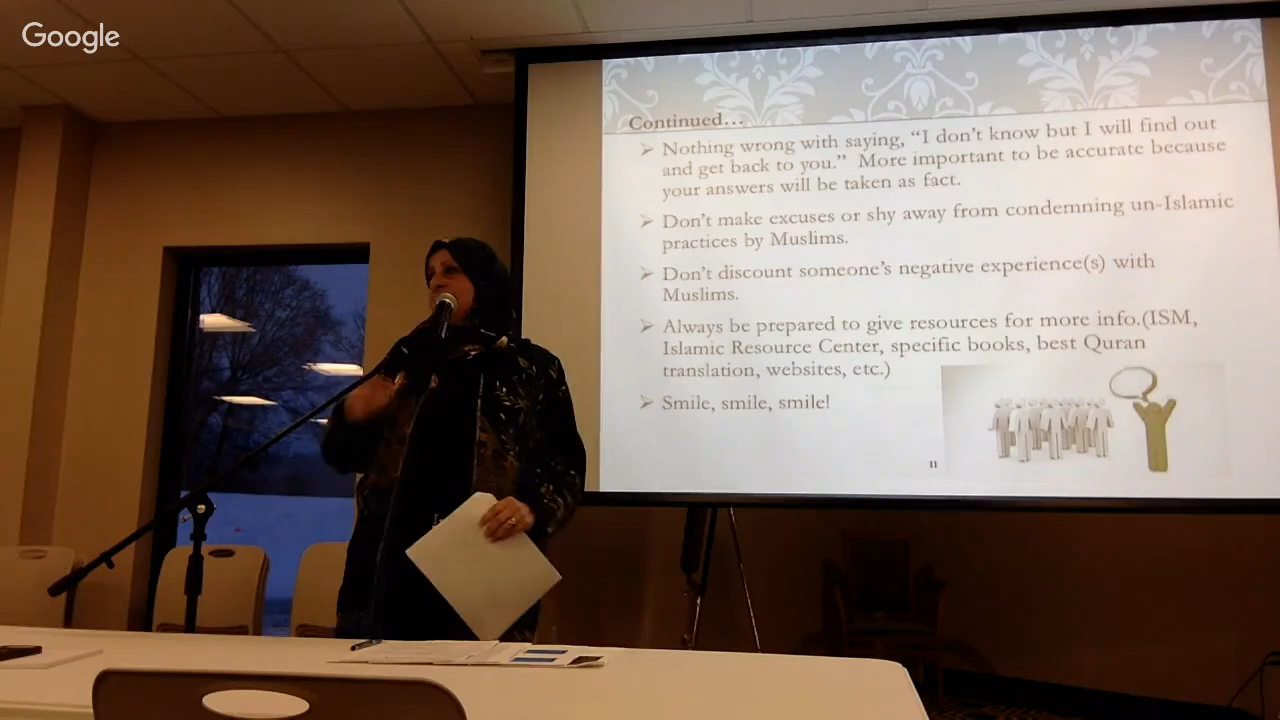 Google
Continued...
➤ Nothing wrong with saying, “I don’t know but I will find out
and get back to you.” More important to be accurate because
your answers will be taken as fact.
➤ Don’t make excuses or shy away from condemning un-Islamic
practices by Muslims.
➤ Don’t discount someone’s negative experience(s) with
Muslims.
➤ Always be prepared to give resources for more info.(ISM,
Islamic Resource Center, specific books, best Quran
translation, websites, etc.)
➤ Smile, smile, smile!
11